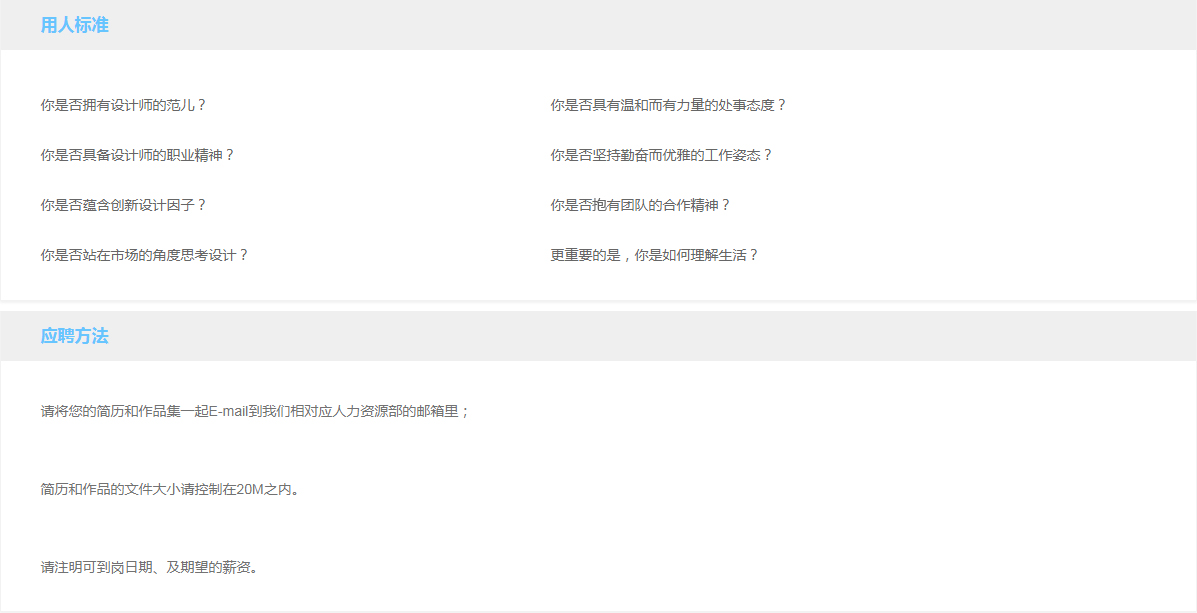 用人标准
你是否拥有设计师的范儿？
你是否具有温和而有力量的处事态度？
你是否具备设计师的职业精神？
你是否坚持勤奋而优雅的工作姿态？
你是否蕴含创新设计因子？
你是否抱有团队的合作精神？
你是否站在市场的角度思考设计？
更重要的是，你是如何理解生活？
应聘方法
请将您的简历和作品集一起E-mail到我们相对应人力资源部的邮箱里；
简历和作品的文件大小请控制在20M之内。
请注明可到岗日期、及期望的薪资。